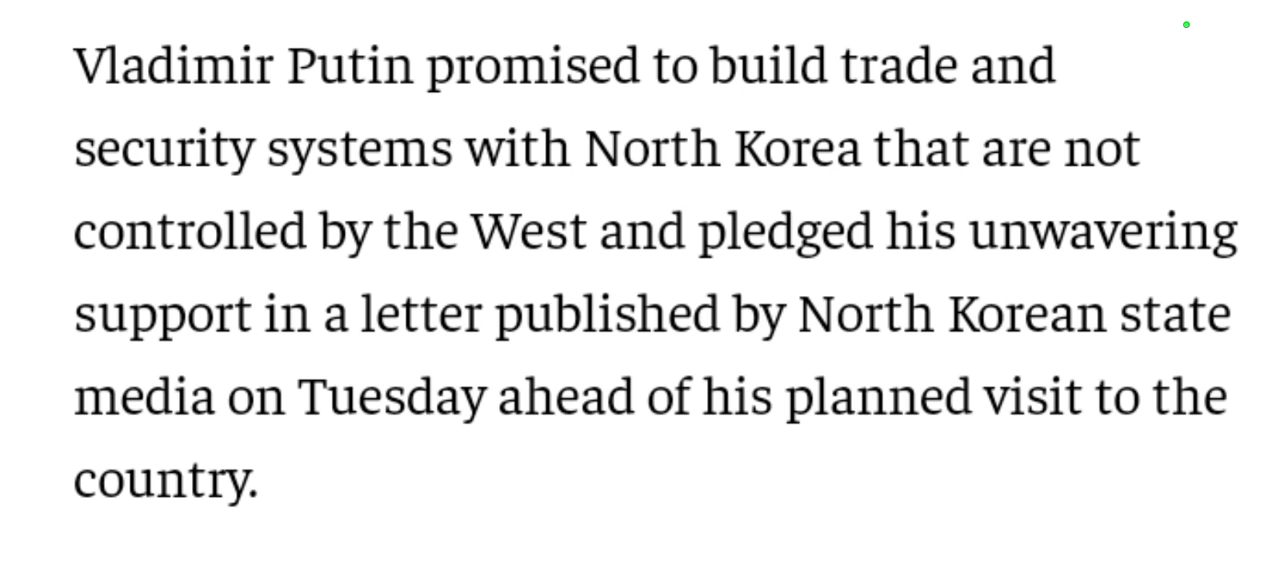 Vladimir Putin promised to build trade and
security systems with North Korea that are not
controlled by the West and pledged his unwavering
support in a letter published by North Korean state
media on Tuesday ahead of his planned visit to the
country.